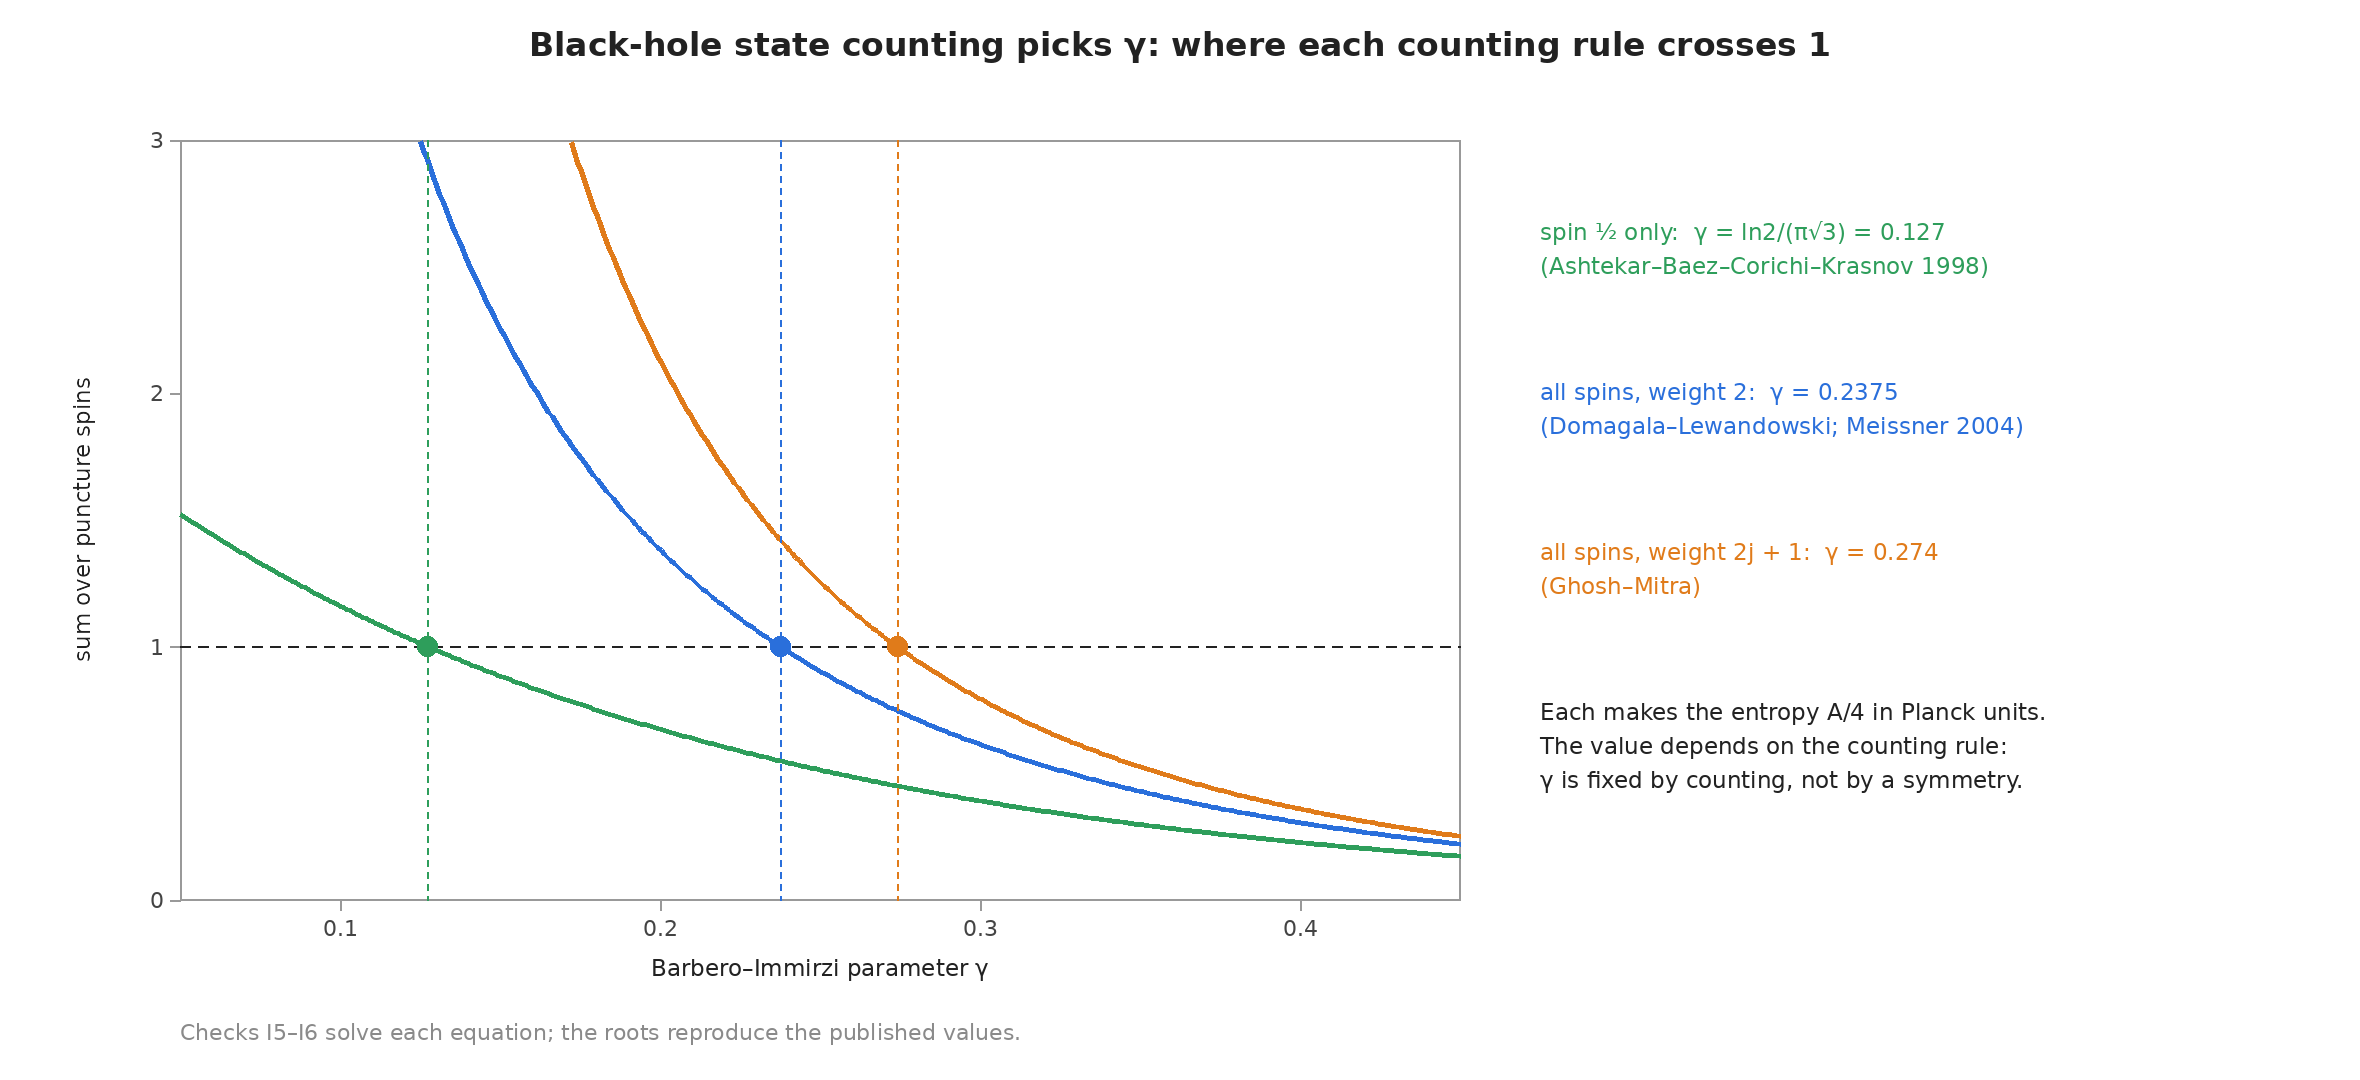 Black-hole state counting picks γ: where each counting rule crosses 1
3
2
1
0
sum over puncture spins
0.1
0.2
0.3
0.4
Barbero–Immirzi parameter γ
spin ½ only:  γ = ln2/(π√3) = 0.127
(Ashtekar–Baez–Corichi–Krasnov 1998)
all spins, weight 2:  γ = 0.2375
(Domagala–Lewandowski; Meissner 2004)
all spins, weight 2j + 1:  γ = 0.274
(Ghosh–Mitra)
Each makes the entropy A/4 in Planck units.
The value depends on the counting rule:
γ is fixed by counting, not by a symmetry.
Checks I5–I6 solve each equation; the roots reproduce the published values.